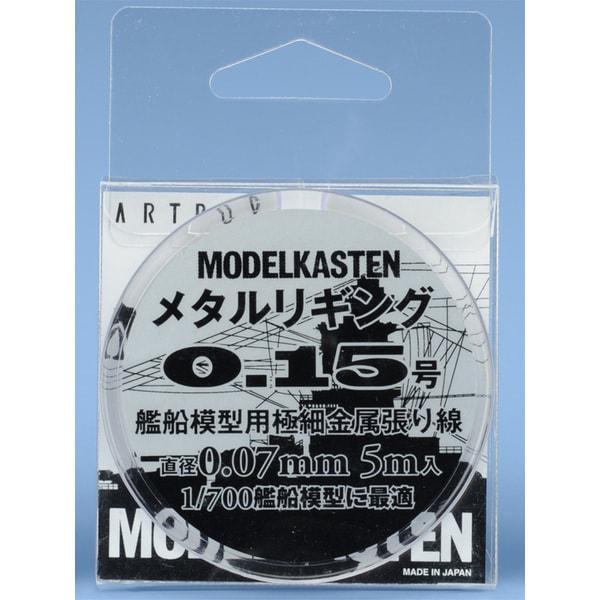 MODELKASTEN
メタルリギング
0.15号
艦船模型用極細金属張り線
直径0.07mm 5m入
1/700艦船模型に最適
MADE IN JAPAN